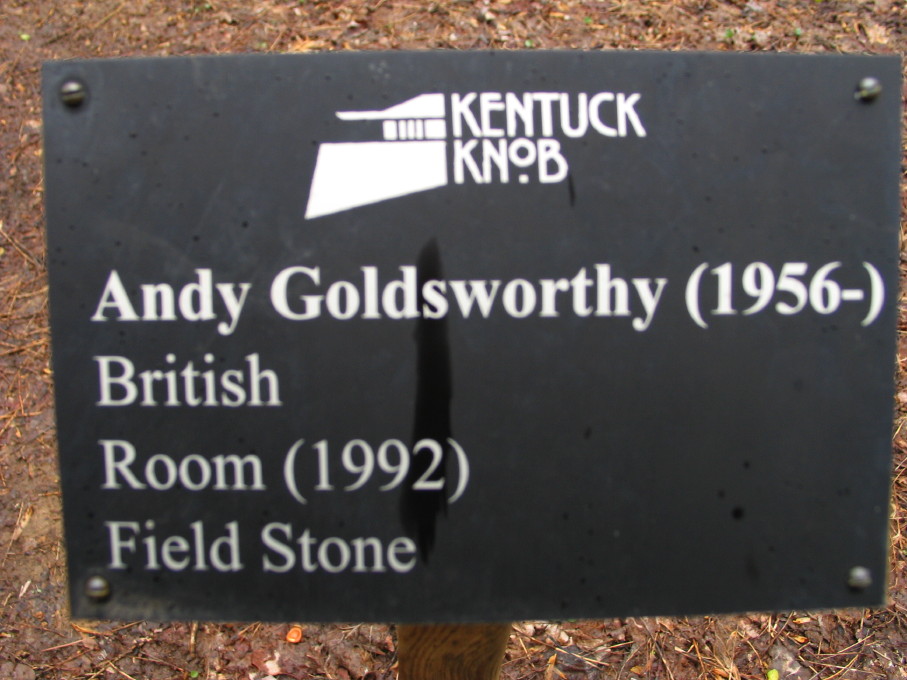 KENTUCK
KNOB
Andy Goldsworthy (1956-)
British
Room (1992)
Field Stone